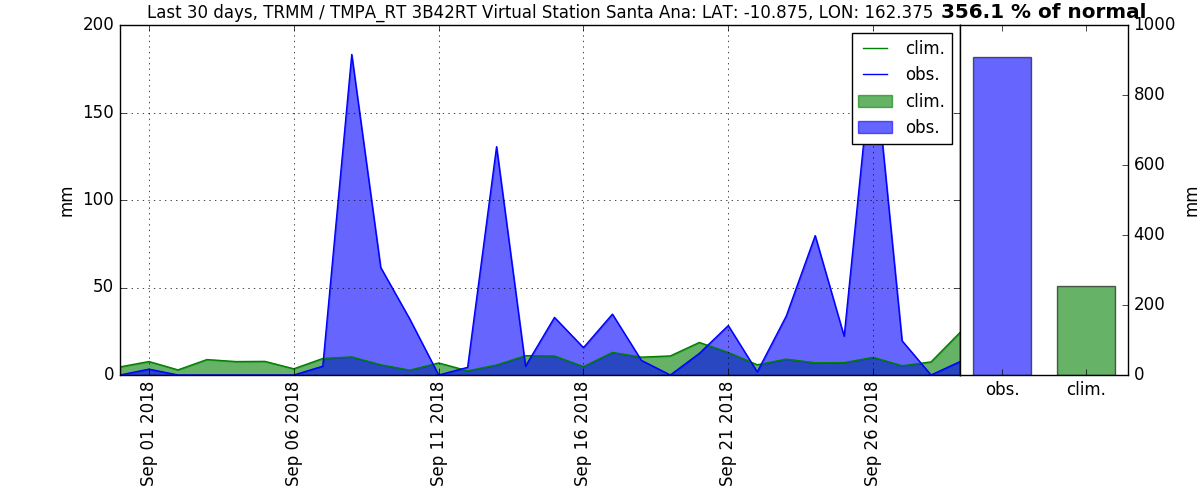 Last 30 days, TRMM / TMPA_RT 3B42RT Virtual Station Santa Ana: LAT: -10.875, LON: 162.375 356.1 % of normal
200
150
100
50
0
mm
clim.
obs.
clim.
obs.
1000
800
600
400
200
0
mm
Sep 01 2018
Sep 06 2018
Sep 11 2018
Sep 16 2018
Sep 21 2018
Sep 26 2018
obs.
clim.